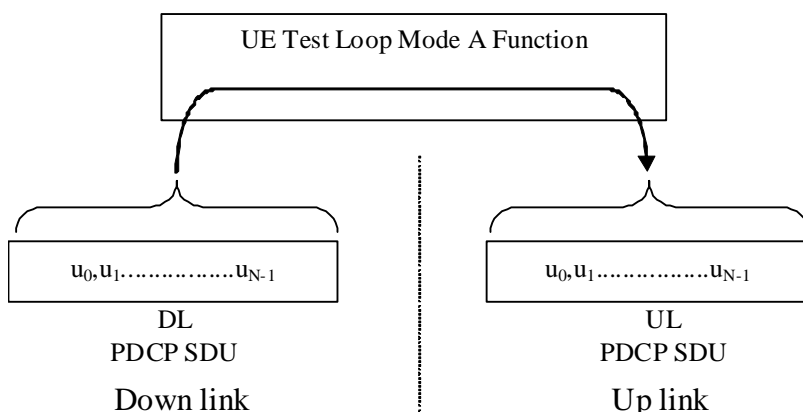 UE Test Loop Mode A Function
u0,u1..................uN-1
u0,u1..................uN-1
DL
UL
PDCP SDU
PDCP SDU
Down link
Up link